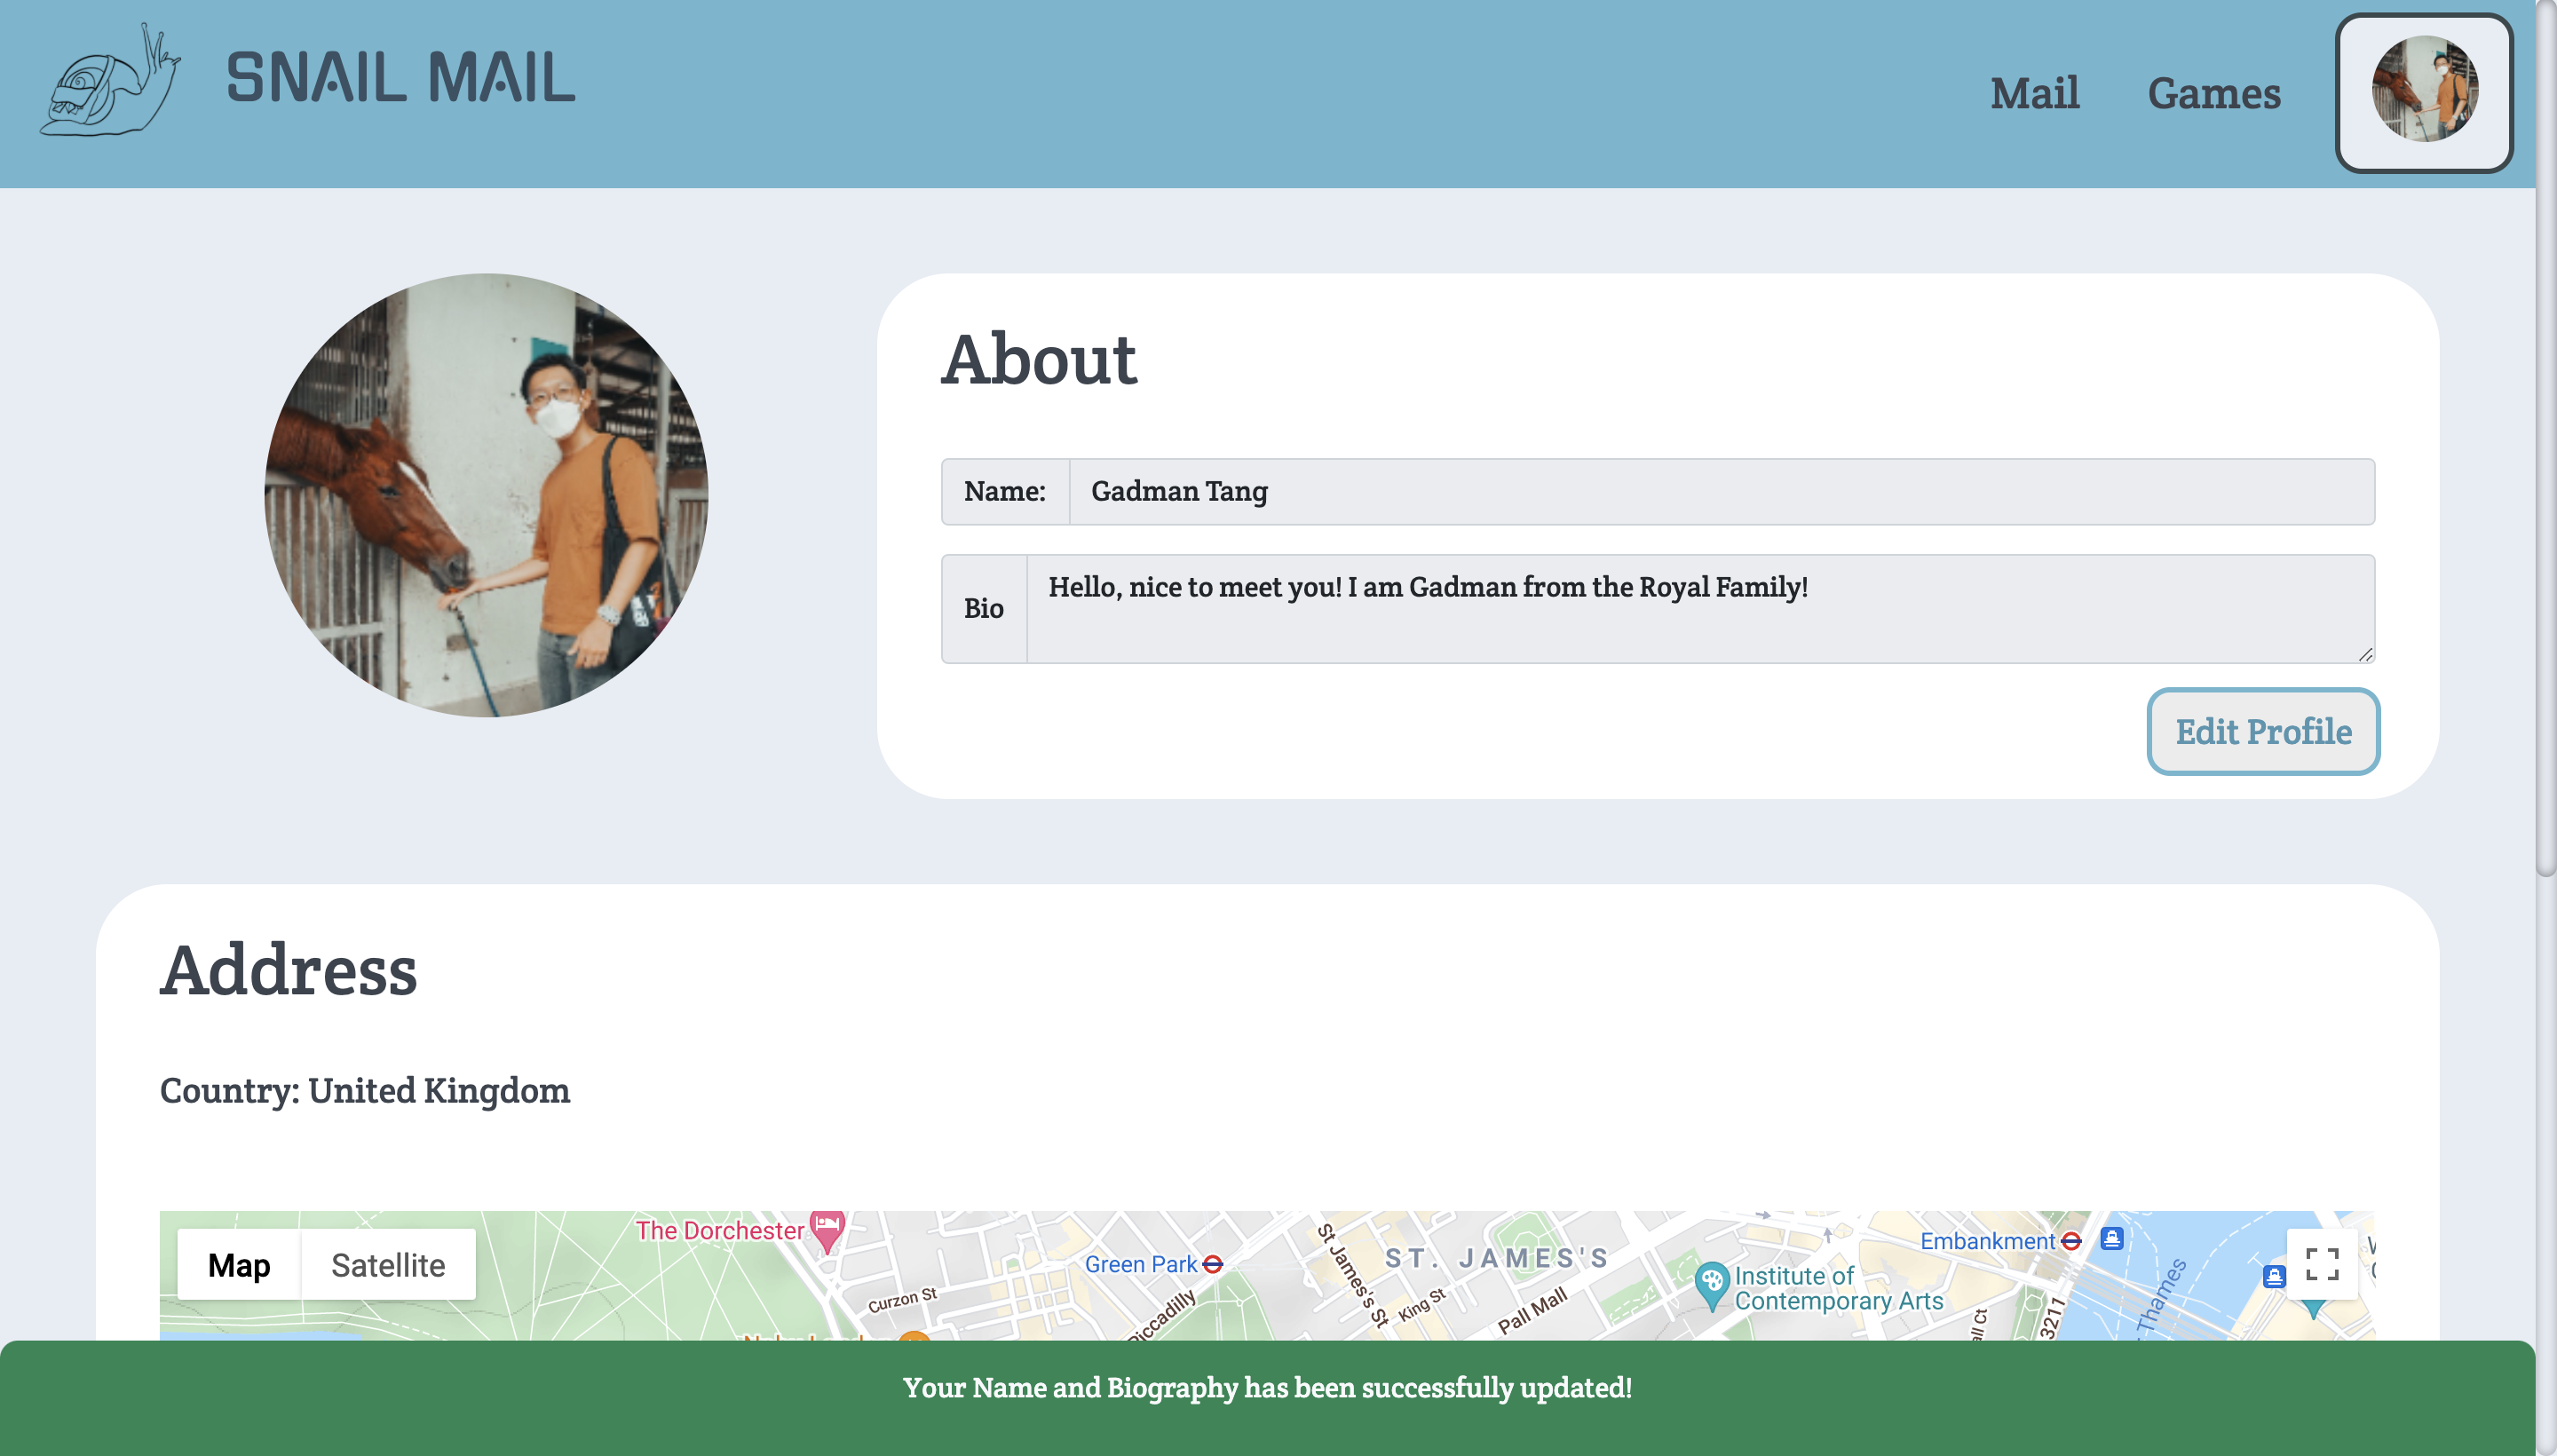 SNAIL MAIL
Mail
Games
About
Name:
Gadman Tang
Bio
Hello, nice to meet you! I am Gadman from the Royal Family!
Edit Profile
Address
Country: United Kingdom
Map
Satellite
The Dorchester
Green Park
Curzon St
Piccadilly
St James's St
ST. JAMES'S
King St
Pall Mall
Institute of
Contemporary Arts
Embankment
3211
Thames
Your Name and Biography has been successfully updated!